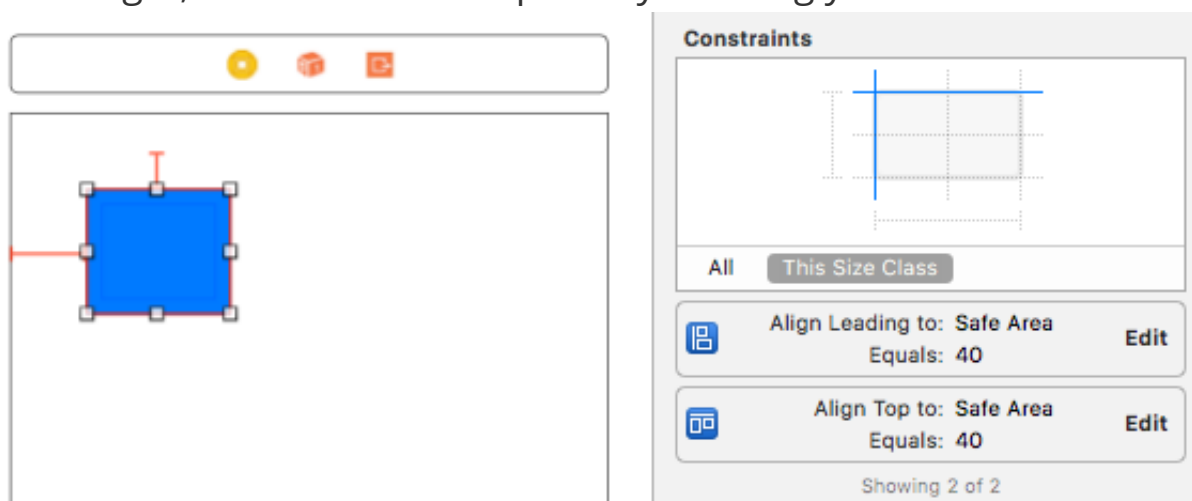 Constraints
All This Size Class
Align Leading to: Safe Area
Equals: 40
Edit
Align Top to: Safe Area
Equals: 40
Edit
Showing 2 of 2